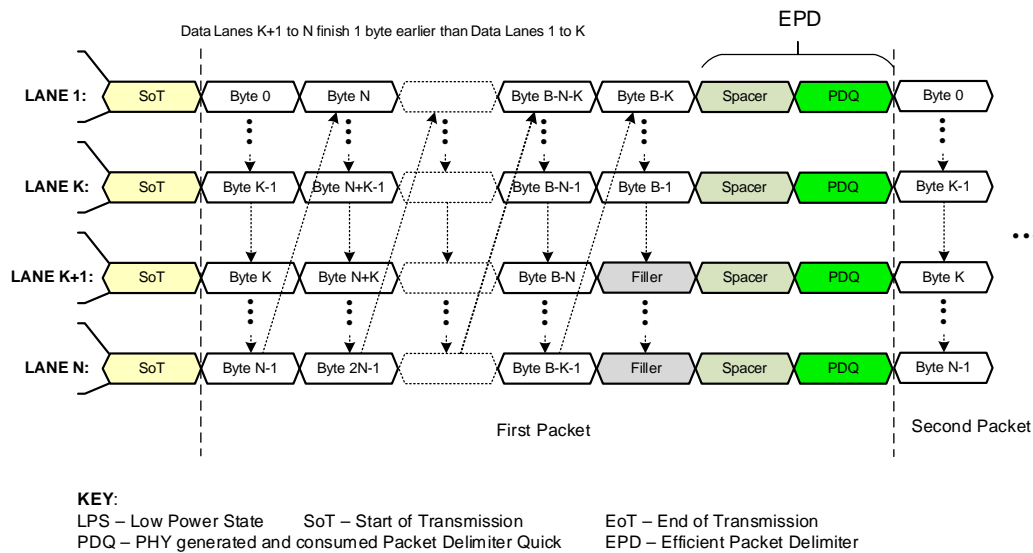 EPD
Data Lanes K+1 to N finish 1 byte earlier than Data Lanes 1 to K
LANE 1: SoT Byte 0 Byte N Byte B-N-K Byte B-K Spacer PDQ Byte 0
LANE K: SoT Byte K-1 Byte N+K-1 Byte B-N-1 Byte B-1 Spacer PDQ Byte K-1
LANE K+1: SoT Byte K Byte N+K Byte B-N Filler Spacer PDQ Byte K
LANE N: SoT Byte N-1 Byte 2N-1 Byte B-K-1 Filler Spacer PDQ Byte N-1
First Packet Second Packet
KEY:
LPS – Low Power State SoT – Start of Transmission EoT – End of Transmission
PDQ – PHY generated and consumed Packet Delimiter Quick EPD – Efficient Packet Delimiter